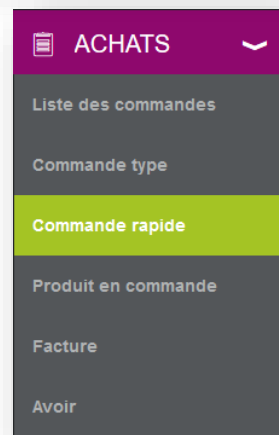 ACHATS
Liste des commandes
Commande type
Commande rapide
Produit en commande
Facture
Avoir